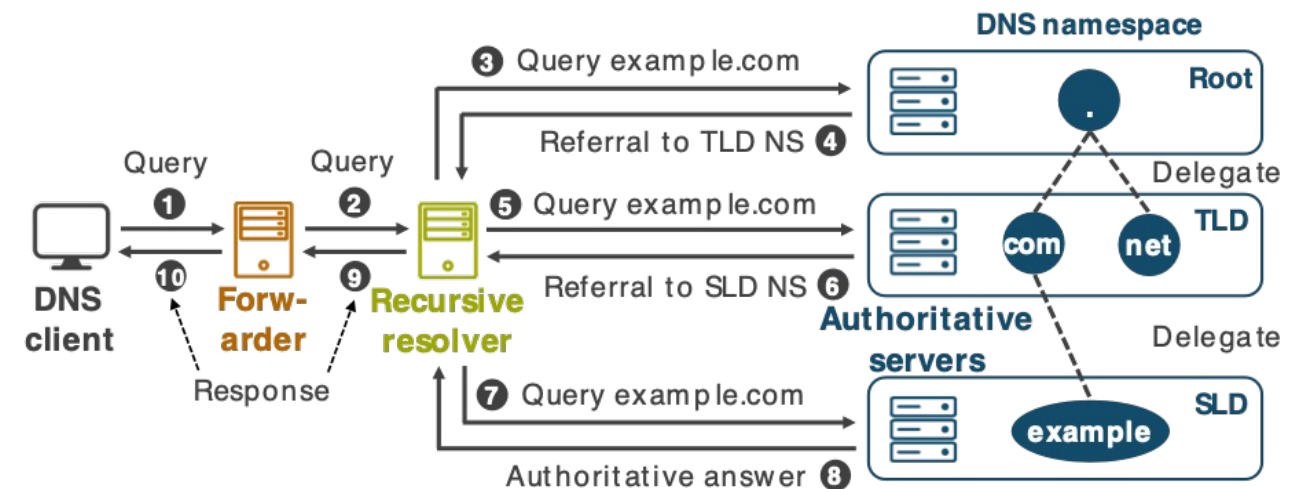 DNS namespace
3 Query example.com
Root
.
Referral to TLD NS 4
Delegate
Query
1
Query
2
5 Query example.com
TLD
com
net
10
9
Referral to SLD NS 6
DNS
client
Forw-
arder
Recursive
resolver
Authoritative
servers
Delegate
Response
7 Query example.com
SLD
example
Authoritative answer 8